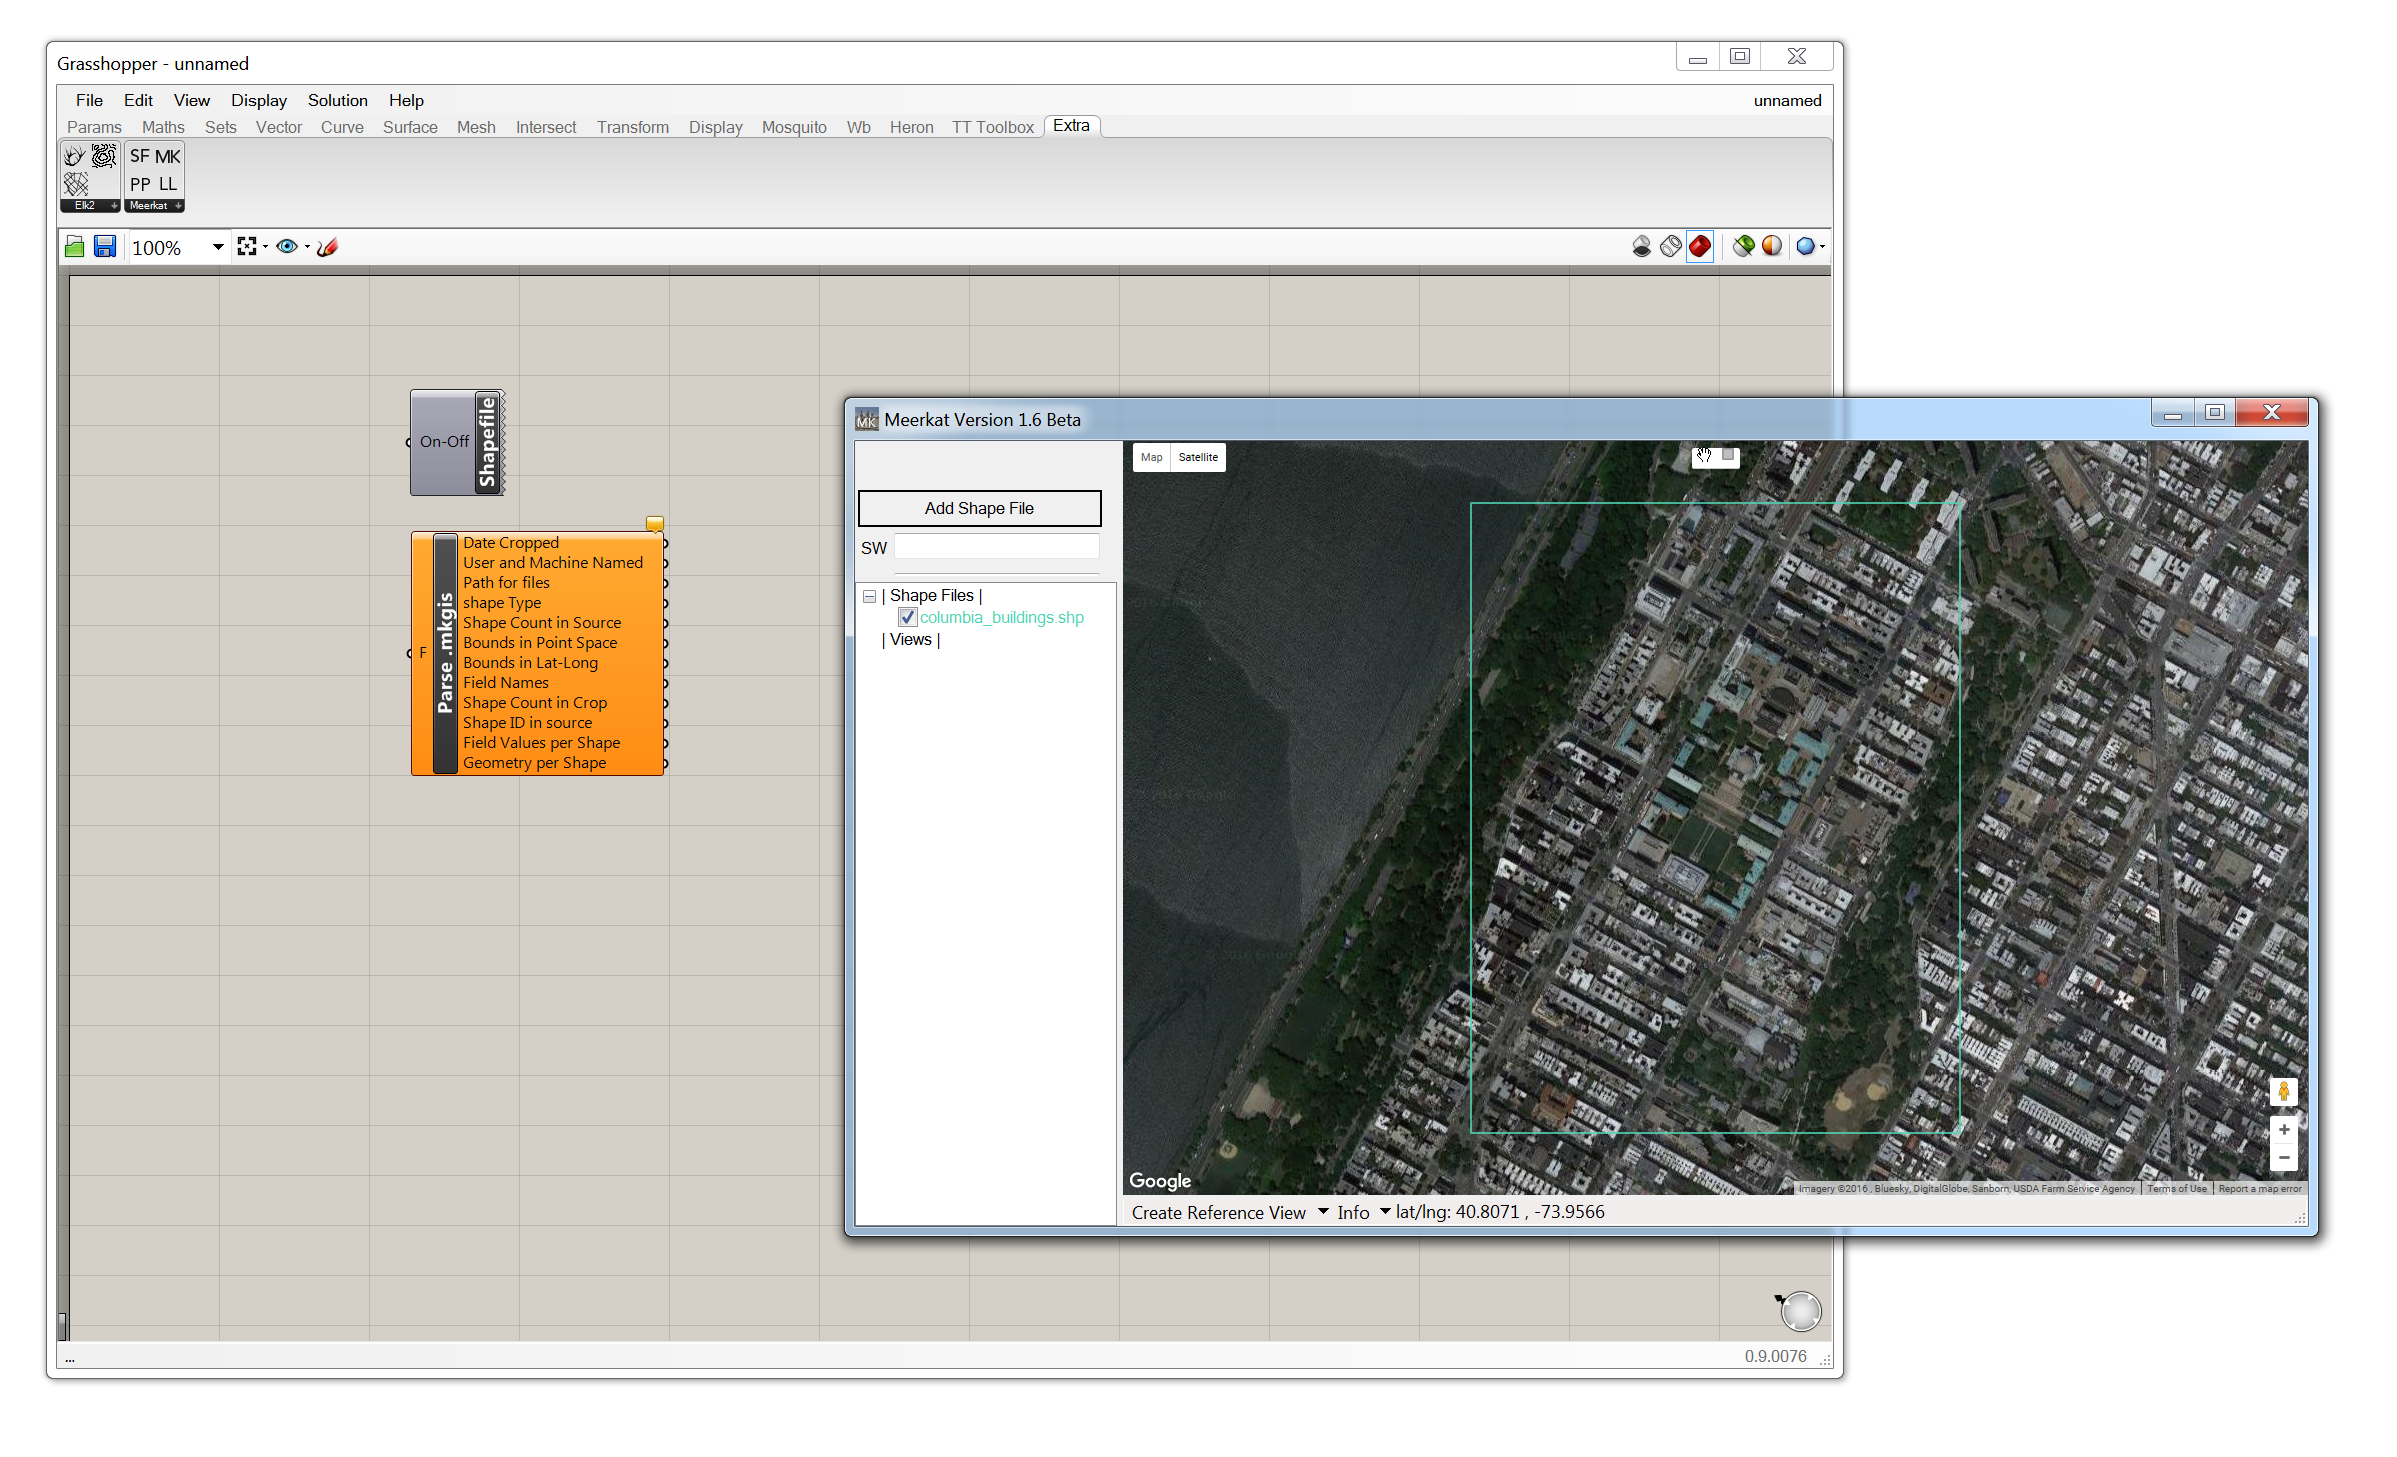 Grasshopper - unnamed
File Edit View Display Solution Help unnamed
Params Maths Sets Vector Curve Surface Mesh Intersect Transform Display Mosquito Wb Heron TT Toolbox Extra
SF MK
PP LL
Elk2 + Meerkat +
100%
On-Off
Shapefile
Parse .mkgis
F
Date Cropped
User and Machine Named
Path for files
shape Type
Shape Count in Source
Bounds in Point Space
Bounds in Lat-Long
Field Names
Shape Count in Crop
Shape ID in source
Field Values per Shape
Geometry per Shape
MK Meerkat Version 1.6 Beta
Map Satellite
Add Shape File
SW
| Shape Files |
columbia_buildings.shp
| Views |
Google
Imagery ©2016 , Bluesky, DigitalGlobe, Sanborn, USDA Farm Service Agency Terms of Use Report a map error
Create Reference View Info lat/lng: 40.8071 , -73.9566
... 0.9.0076